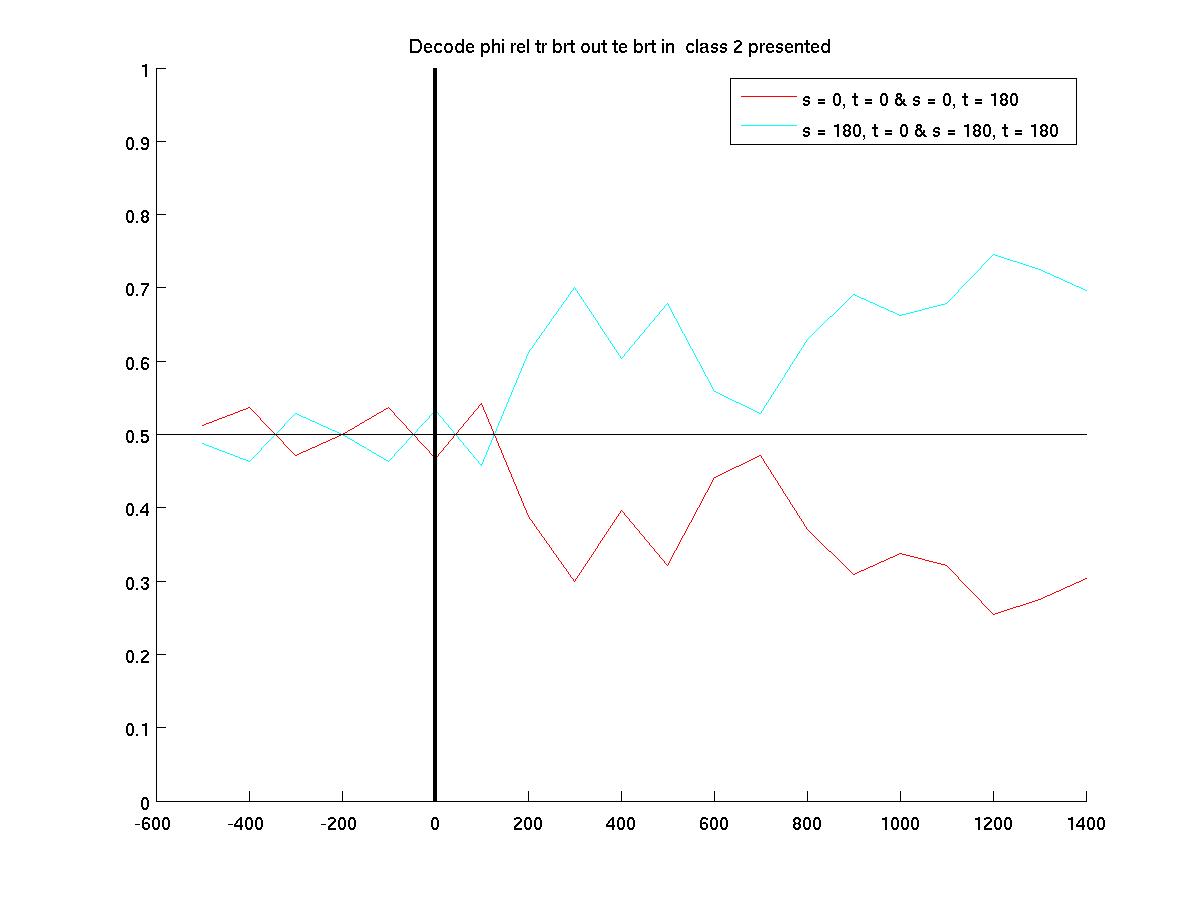 Decode phi rel tr brt out te brt in  class 2 presented
s = 0, t = 0 & s = 0, t = 180
s = 180, t = 0 & s = 180, t = 180
1
0.9
0.8
0.7
0.6
0.5
0.4
0.3
0.2
0.1
0
-600 -400 -200 0 200 400 600 800 1000 1200 1400